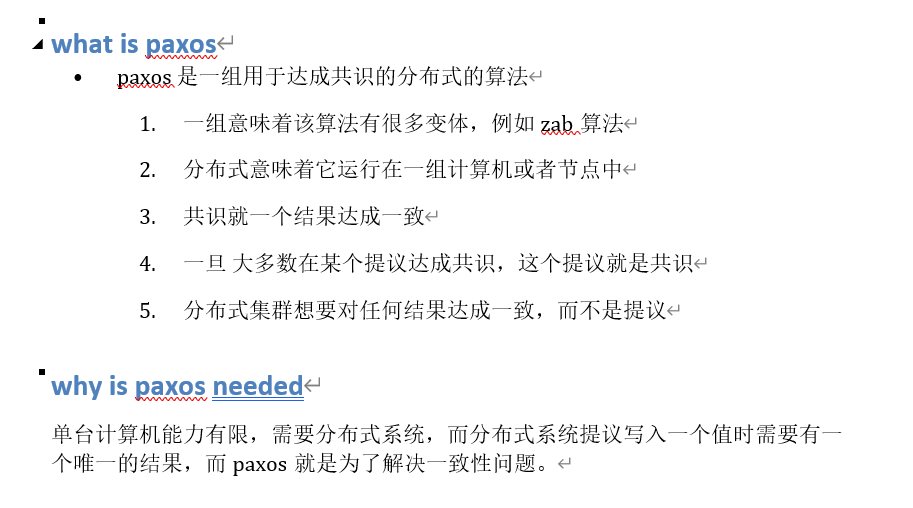 what is paxos
• paxos 是一组用于达成共识的分布式的算法
1. 一组意味着该算法有很多变体，例如 zab 算法
2. 分布式意味着它运行在一组计算机或者节点中
3. 共识就一个结果达成一致
4. 一旦 大多数在某个提议达成共识，这个提议就是共识
5. 分布式集群想要对任何结果达成一致，而不是提议
why is paxos needed
单台计算机能力有限，需要分布式系统，而分布式系统提议写入一个值时需要有一
个唯一的结果，而 paxos 就是为了解决一致性问题。